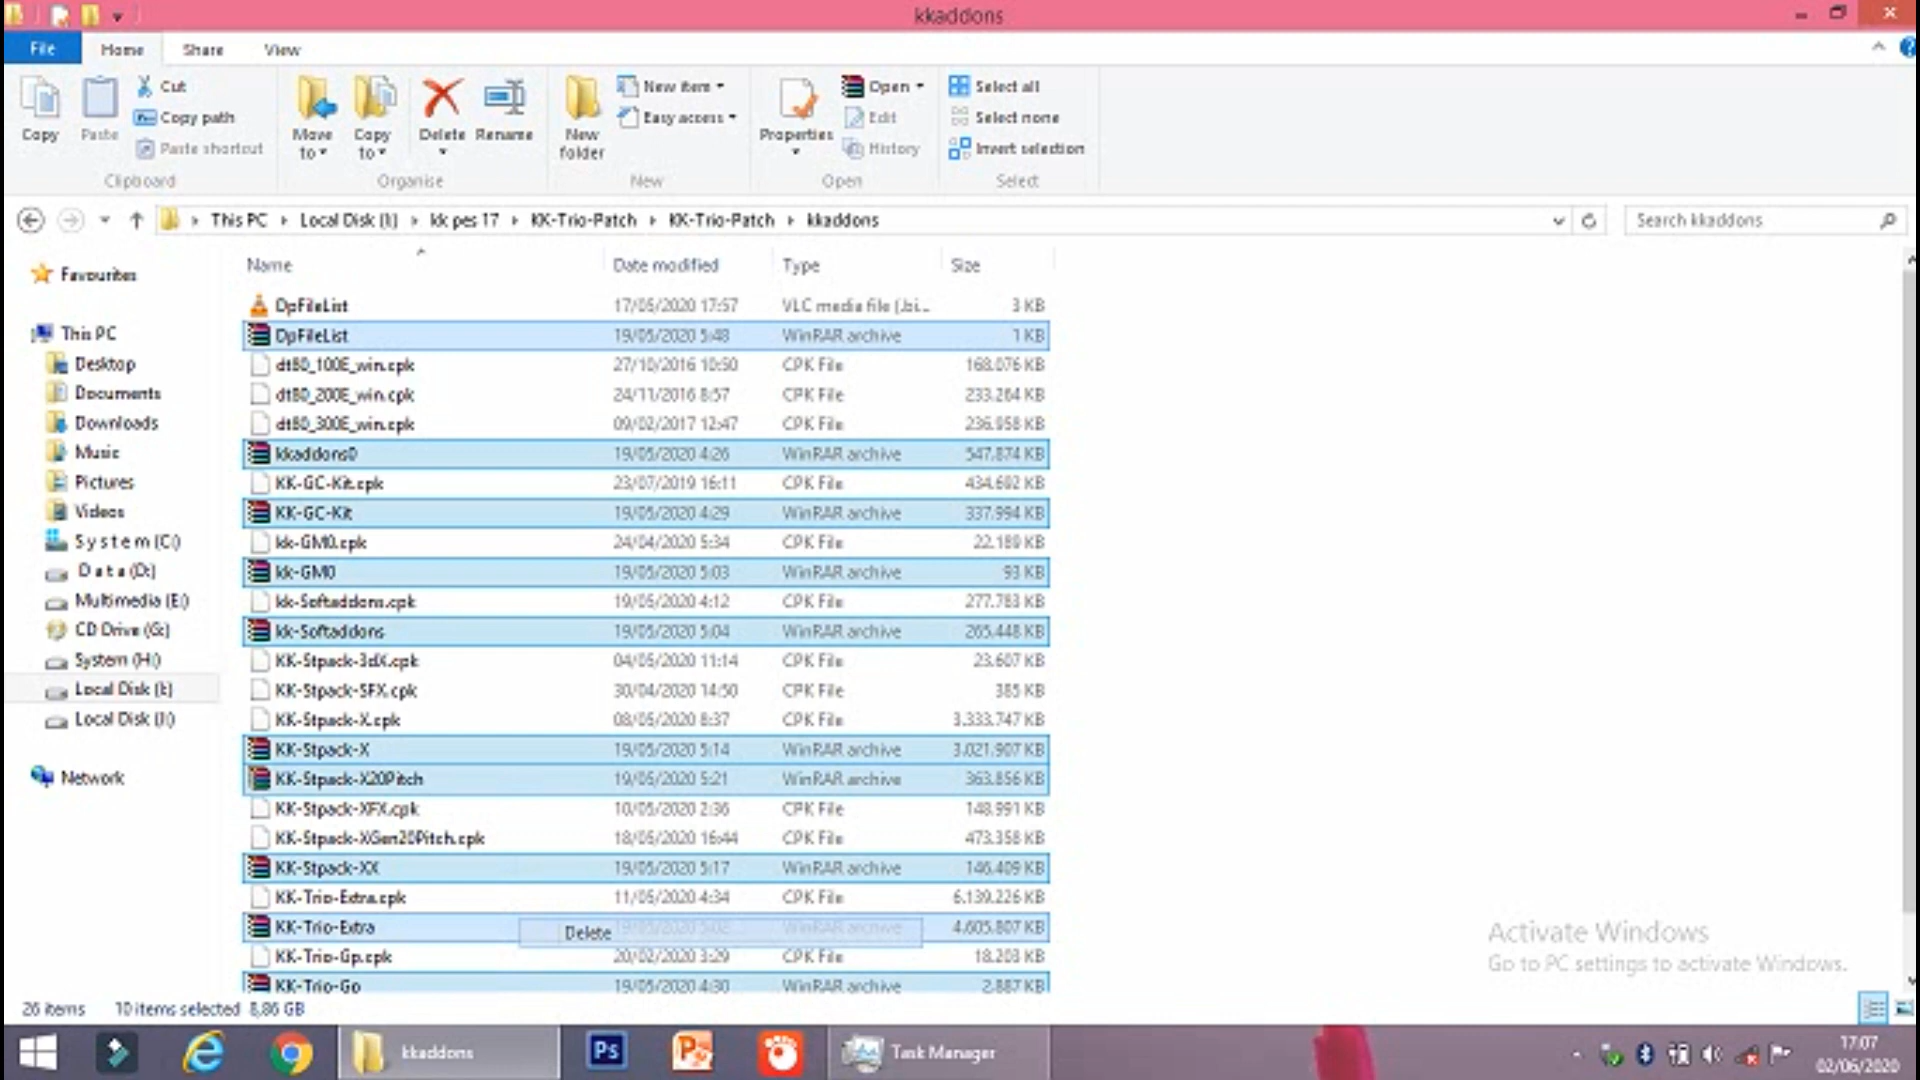 kkaddons
File Home Share View
Copy Paste Cut Copy path Paste shortcut Clipboard
Move to Copy to Delete Rename Organise
New folder New item Easy access New
Properties Open Edit History Open
Select all Select none Invert selection Select
This PC Local Disk (I:) kk pes 17 KK-Trio-Patch KK-Trio-Patch kkaddons
Search kkaddons
Favourites
This PC
Desktop
Documents
Downloads
Music
Pictures
Videos
S y s t e m (C:)
D a t a (D:)
Multimedia (E:)
CD Drive (G:)
System (H:)
Local Disk (I:)
Local Disk (J:)
Network
Name Date modified Type Size
DpFileList 17/05/2020 17:57 VLC media file (.bi... 3 KB
DpFileList 19/05/2020 5:48 WinRAR archive 1 KB
dt80_100E_win.cpk 27/10/2016 10:50 CPK File 168.076 KB
dt80_200E_win.cpk 24/11/2016 8:57 CPK File 233.264 KB
dt80_300E_win.cpk 09/02/2017 12:47 CPK File 236.958 KB
kkaddons0 19/05/2020 4:26 WinRAR archive 547.874 KB
KK-GC-Kit.cpk 23/07/2019 16:11 CPK File 434.692 KB
KK-GC-Kit 19/05/2020 4:29 WinRAR archive 337.994 KB
kk-GM0.cpk 24/04/2020 5:34 CPK File 22.189 KB
kk-GM0 19/05/2020 5:03 WinRAR archive 93 KB
kk-Softaddons.cpk 19/05/2020 4:12 CPK File 277.783 KB
kk-Softaddons 19/05/2020 5:04 WinRAR archive 265.448 KB
KK-Stpack-3dX.cpk 04/05/2020 11:14 CPK File 23.607 KB
KK-Stpack-SFX.cpk 30/04/2020 14:50 CPK File 385 KB
KK-Stpack-X.cpk 08/05/2020 8:37 CPK File 3.333.747 KB
KK-Stpack-X 19/05/2020 5:14 WinRAR archive 3.021.907 KB
KK-Stpack-X20Pitch 19/05/2020 5:21 WinRAR archive 363.856 KB
KK-Stpack-XFX.cpk 10/05/2020 2:36 CPK File 148.991 KB
KK-Stpack-XGen20Pitch.cpk 18/05/2020 16:44 CPK File 473.358 KB
KK-Stpack-XX 19/05/2020 5:17 WinRAR archive 146.409 KB
KK-Trio-Extra.cpk 11/05/2020 4:34 CPK File 6.139.226 KB
KK-Trio-Extra 19/05/2020 5:02 WinRAR archive 4.605.807 KB
Delete
KK-Trio-Gp.cpk 20/02/2020 3:29 CPK File 18.203 KB
KK-Trio-Gp 19/05/2020 4:30 WinRAR archive 2.887 KB
Activate Windows
Go to PC settings to activate Windows.
26 items 10 items selected 8,86 GB
kkaddons Ps P Task Manager
17:07
02/06/2020